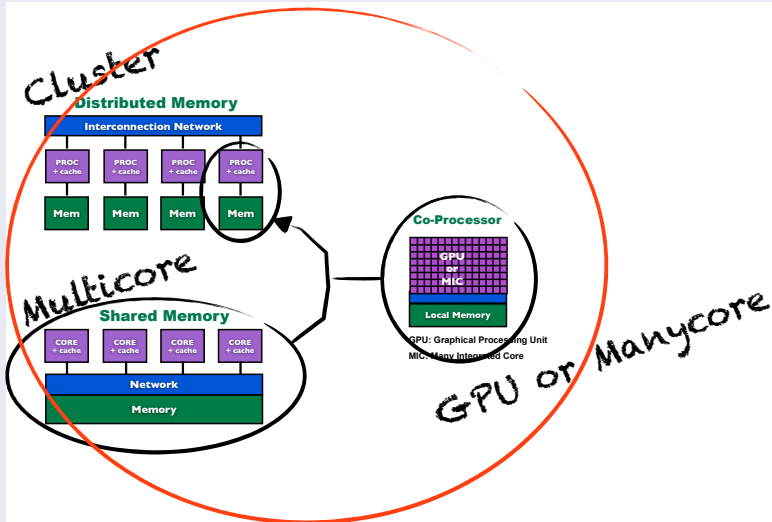 Cluster
Distributed Memory
Interconnection Network
PROC PROC PROC PROC
+ cache + cache + cache + cache
Mem Mem Mem Mem
Multicore
Shared Memory
CORE CORE CORE CORE
+ cache + cache + cache + cache
Network
Memory
Co-Processor
GPU
or
MIC
Local Memory
GPU: Graphical Processing Unit
MIC: Many Integrated Core
GPU or Manycore